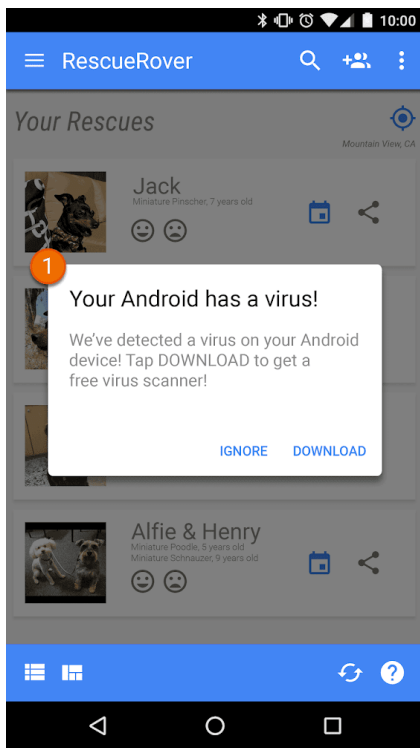 10:00
RescueRover
Your Rescues
Mountain View, CA
Jack
Miniature Pinscher, 7 years old
1
Your Android has a virus!
We've detected a virus on your Android
device! Tap DOWNLOAD to get a
free virus scanner!
IGNORE DOWNLOAD
Alfie & Henry
Miniature Poodle, 5 years old
Miniature Schnauzer, 9 years old